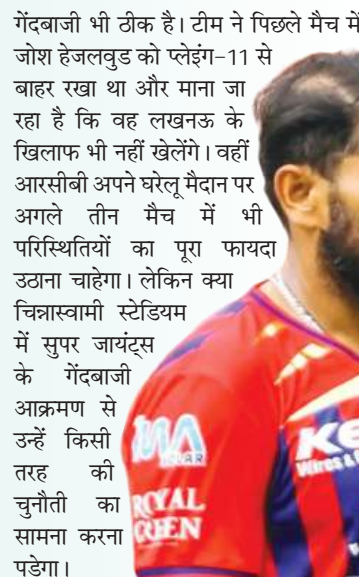 गेंदबाजी भी ठीक है। टीम ने पिछले मैच में
जोश हेजलवुड को प्लेइंग-11 से
बाहर रखा था और माना जा
रहा है कि वह लखनऊ के
खिलाफ भी नहीं खेलेंगे। वहीं
आरसीबी अपने घरेलू मैदान पर
अगले तीन मैच में भी
परिस्थितियों का पूरा फायदा
उठाना चाहेगा। लेकिन क्या
चिन्नास्वामी स्टेडियम
में सुपर जायंट्स
के गेंदबाजी
आक्रमण से
उन्हें किसी
तरह की
चुनौती का
सामना करना
पडेगा।
ROYAL
Wires &